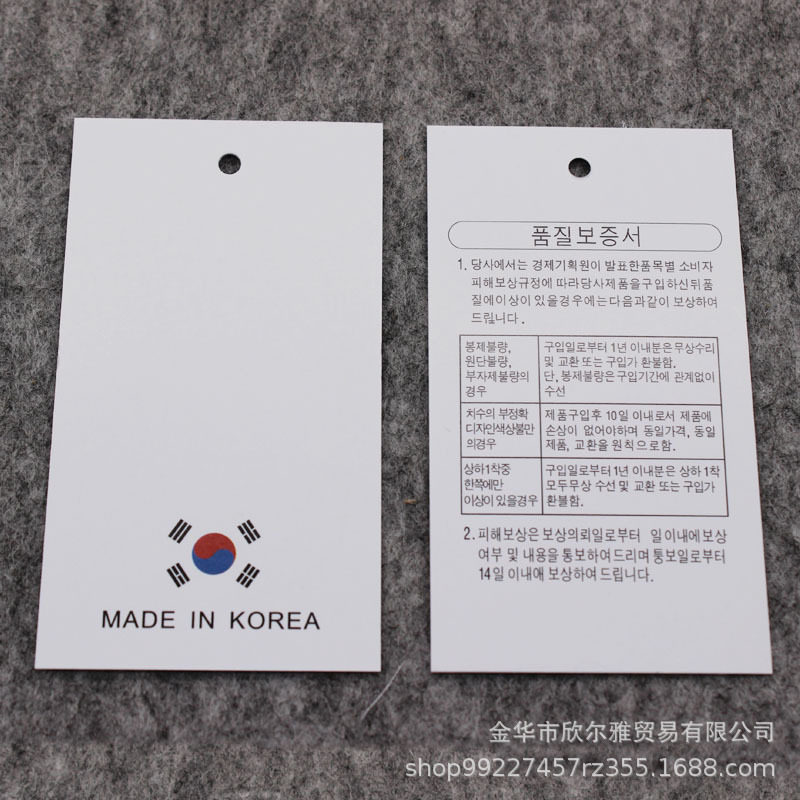 MADE IN KOREA
품질보증서
1. 당사에서는 경제기획원이 발표한품목별 소비자
피해보상규정에 따라당사제품을구입하신뒤품
질에이상이 있을경우에는다음과같이 보상하여
드립니다.
봉제불량,
원단불량,
부자제불량의
경우
구입일로부터 1년 이내분은무상수리
및 교환 또는 구입가 환불함.
단, 봉제불량은구입기간에 관계없이
수선
치수의 부정확
디자인색상불만
의경우
제품구입후 10일 이내로서 제품에
손상이 없어야하며 동일가격, 동일
제품, 교환을 원칙으로함.
상하1착중
한쪽에만
이상이 있을경우
구입일로부터 1년 이내분은 상하 1착
모두무상 수선 및 교환 또는 구입가
환불함.
2. 피해보상은 보상의뢰일로부터 일 이내에보상
여부 및 내용을 통보하여드리며 통보일로부터
14일 이내애 보상하여 드립니다.
金华市欣尔雅贸易有限公司
shop99227457rz355.1688.com